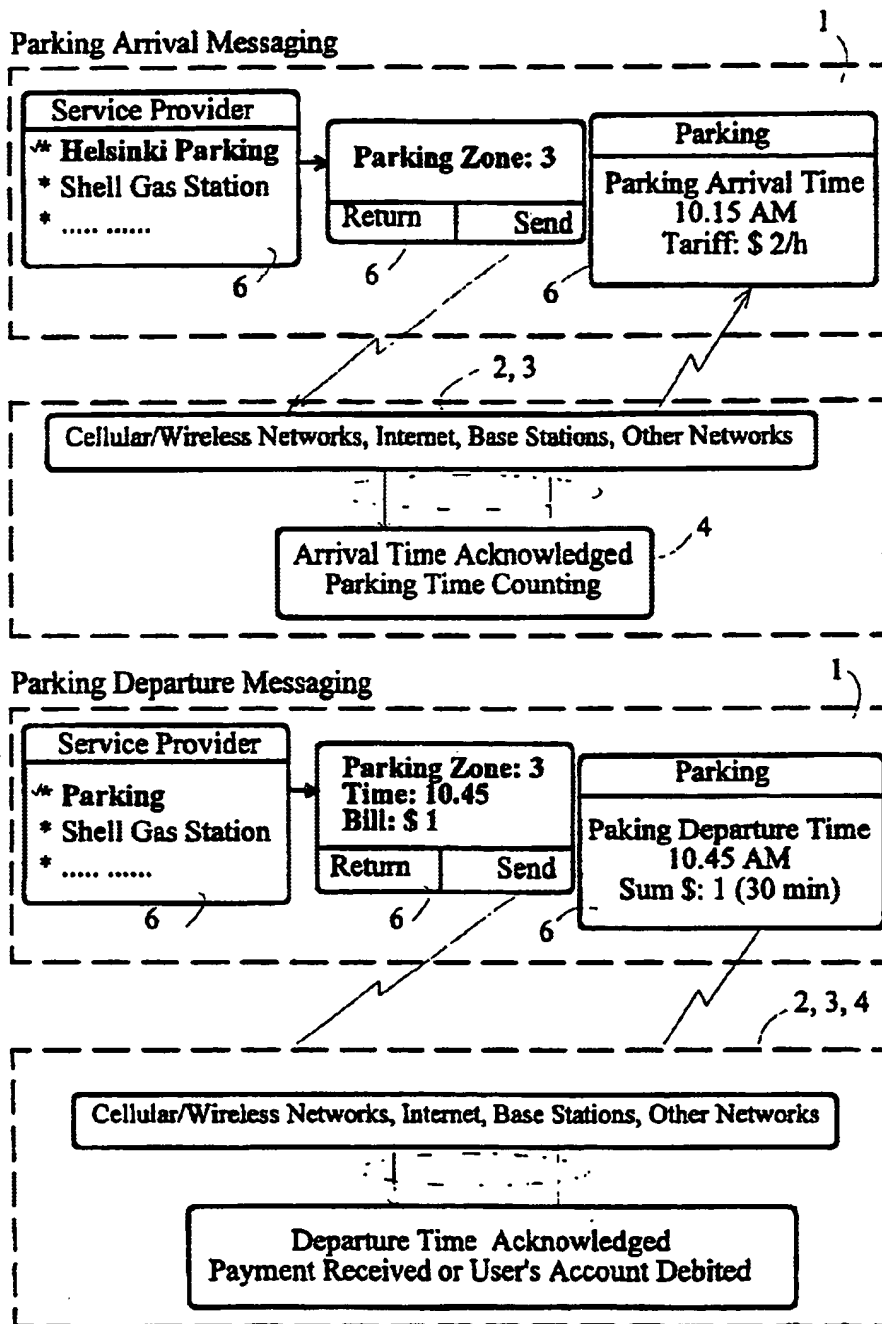 Parking Arrival Messaging
1
Service Provider
* Helsinki Parking
* Shell Gas Station
* ..... ......
6
Parking Zone: 3
Return
Send
6
Parking
Parking Arrival Time
10.15 AM
Tariff: $ 2/h
6
2, 3
Cellular/Wireless Networks, Internet, Base Stations, Other Networks
Arrival Time Acknowledged
Parking Time Counting
4
Parking Departure Messaging
1
Service Provider
* Parking
* Shell Gas Station
* ..... ......
6
Parking Zone: 3
Time: 10.45
Bill: $ 1
Return
Send
6
Parking
Paking Departure Time
10.45 AM
Sum $: 1 (30 min)
6
2, 3, 4
Cellular/Wireless Networks, Internet, Base Stations, Other Networks
Departure Time Acknowledged
Payment Received or User's Account Debited